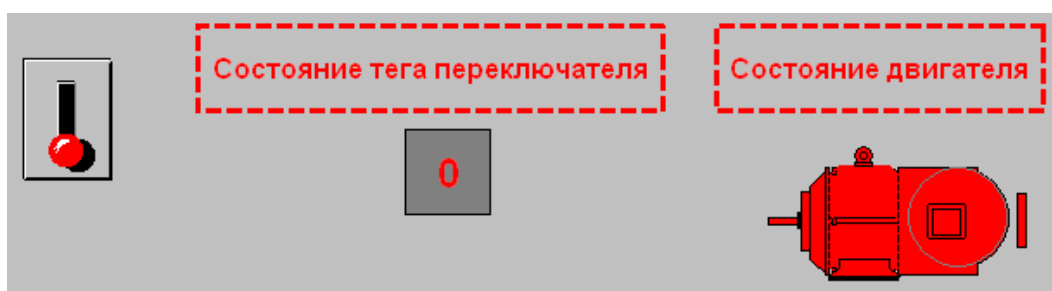 Состояние тега переключателя
Состояние двигателя
0